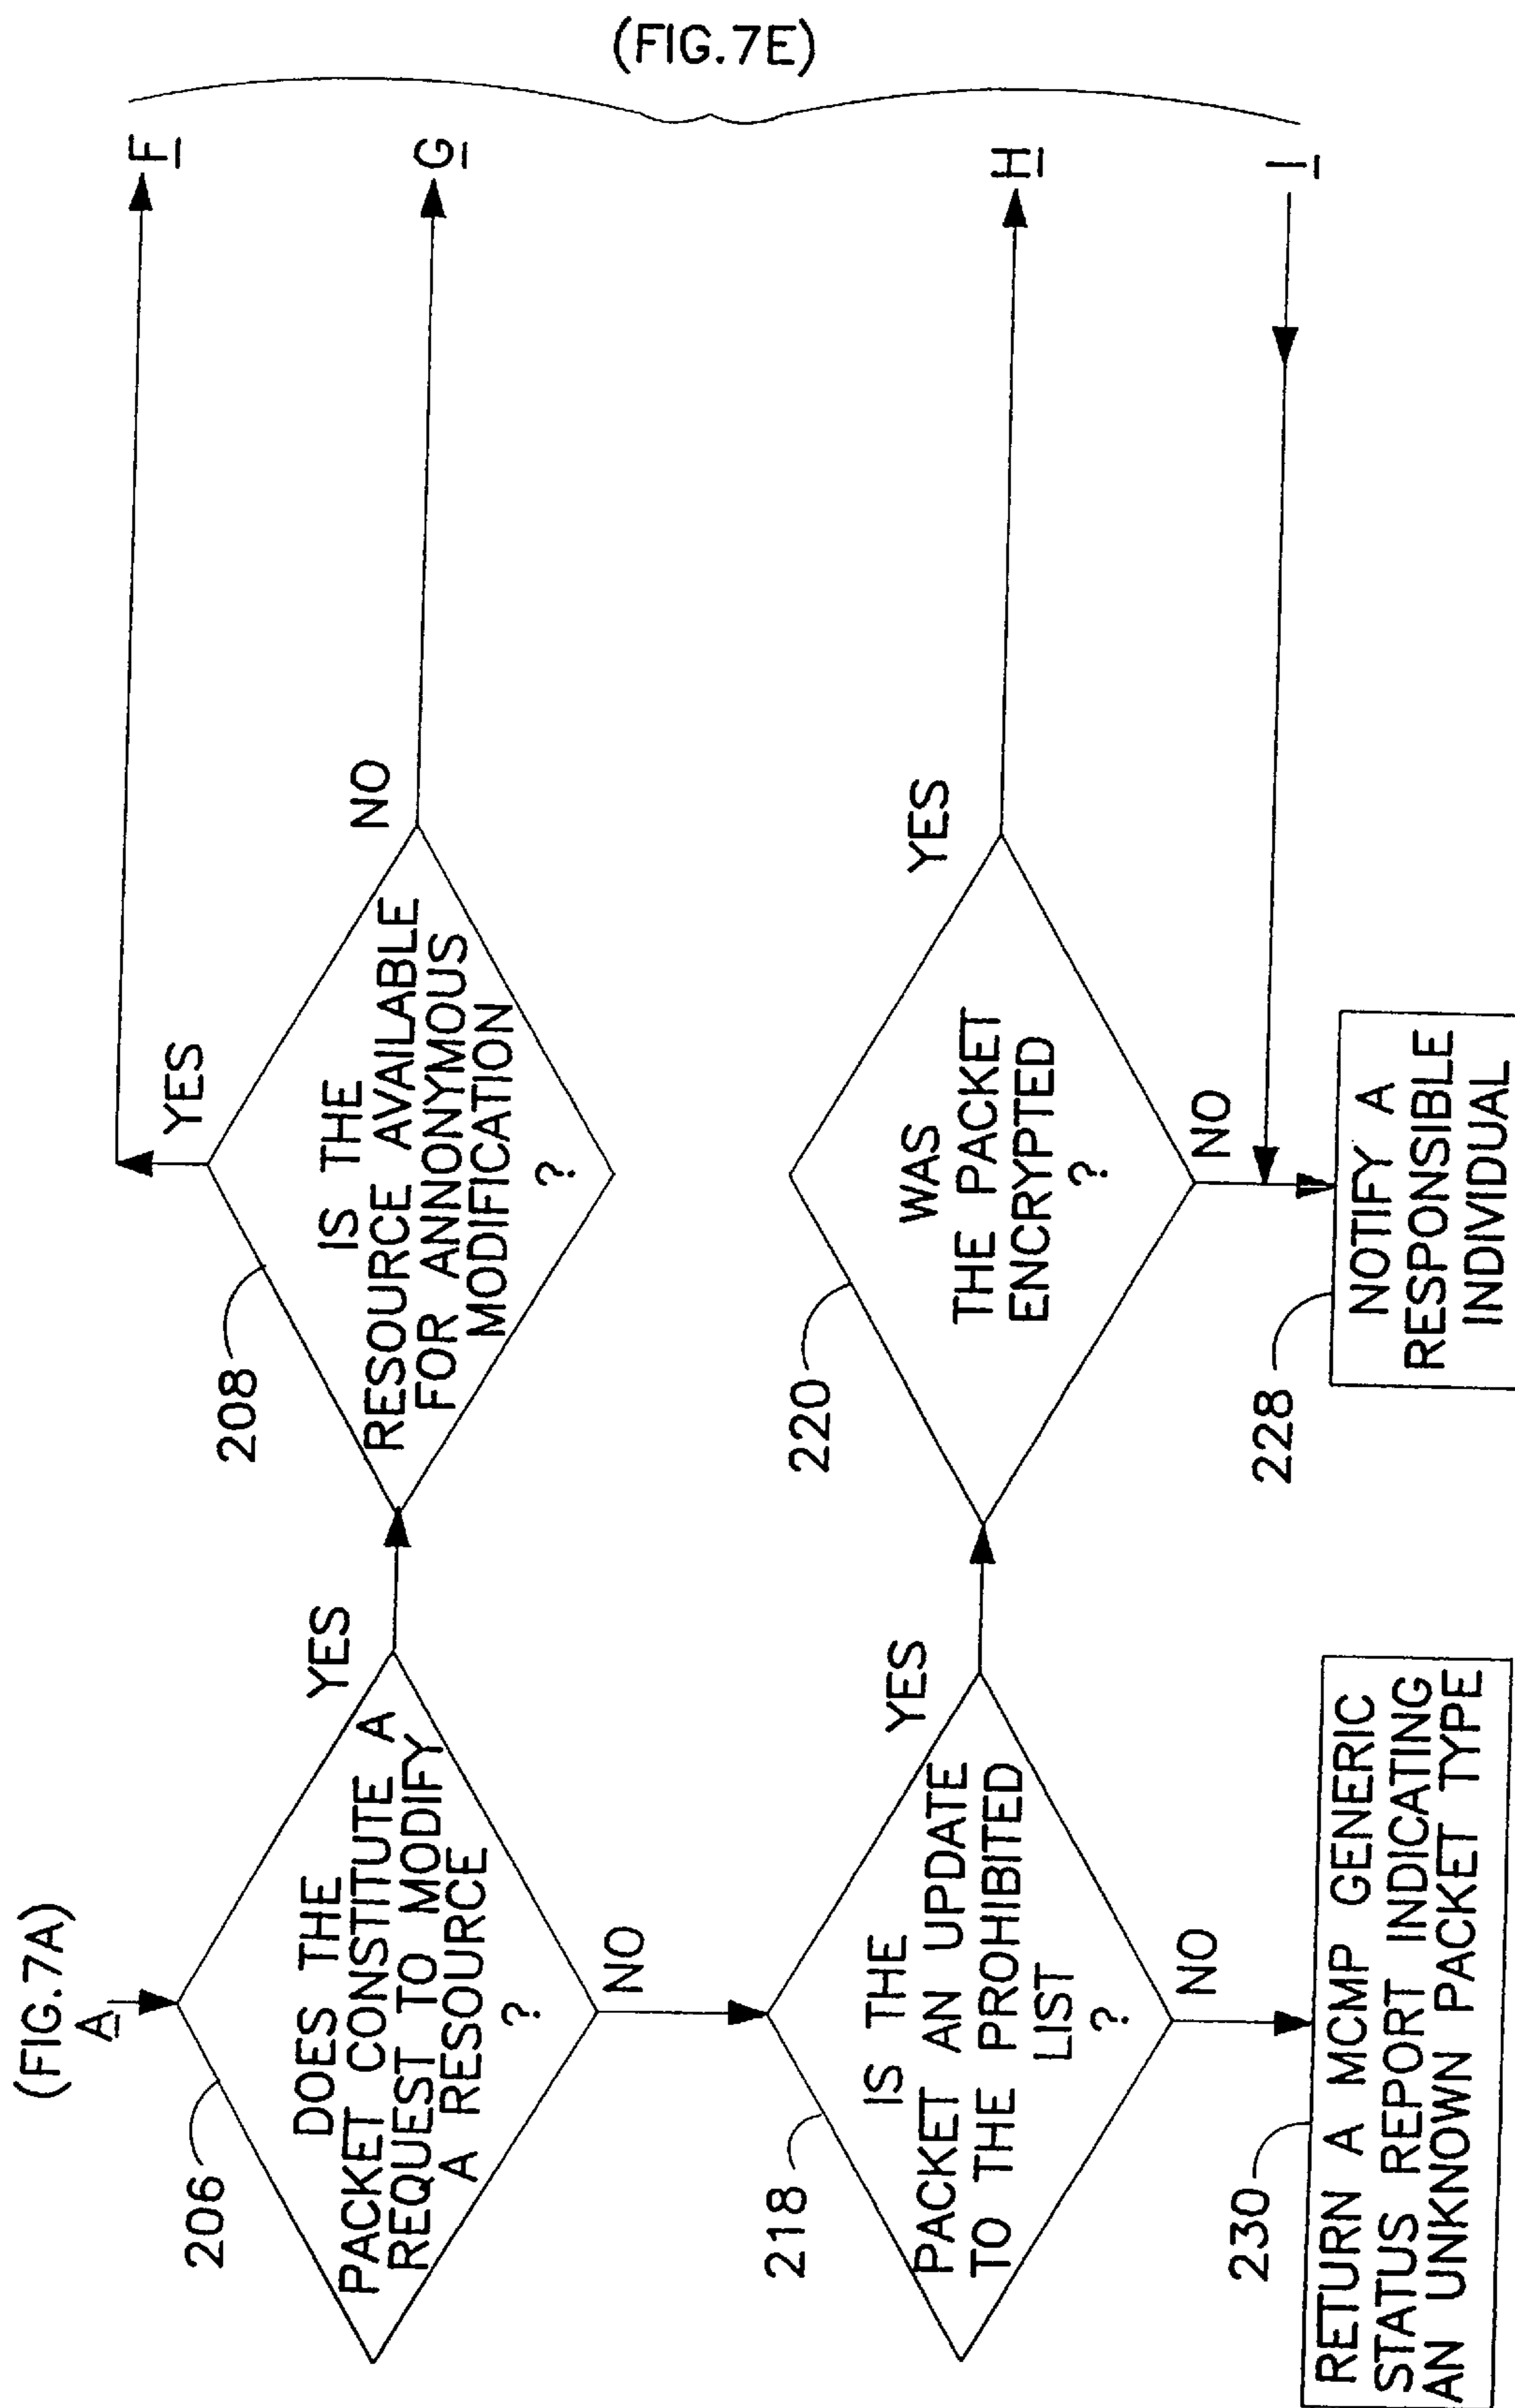 (FIG.7A)
A
206
DOES THE
PACKET CONSTITUTE A
REQUEST TO MODIFY
A RESOURCE
?
YES
NO
208
IS THE
RESOURCE AVAILABLE
FOR ANNONYMOUS
MODIFICATION
?
YES
NO
F
G
(FIG.7E)
218
IS THE
PACKET AN UPDATE
TO THE PROHIBITED
LIST
?
YES
NO
220
WAS
THE PACKET
ENCRYPTED
?
YES
NO
H
I
230
RETURN A MCMP GENERIC
STATUS REPORT INDICATING
AN UNKNOWN PACKET TYPE
228
NOTIFY A
RESPONSIBLE
INDIVIDUAL